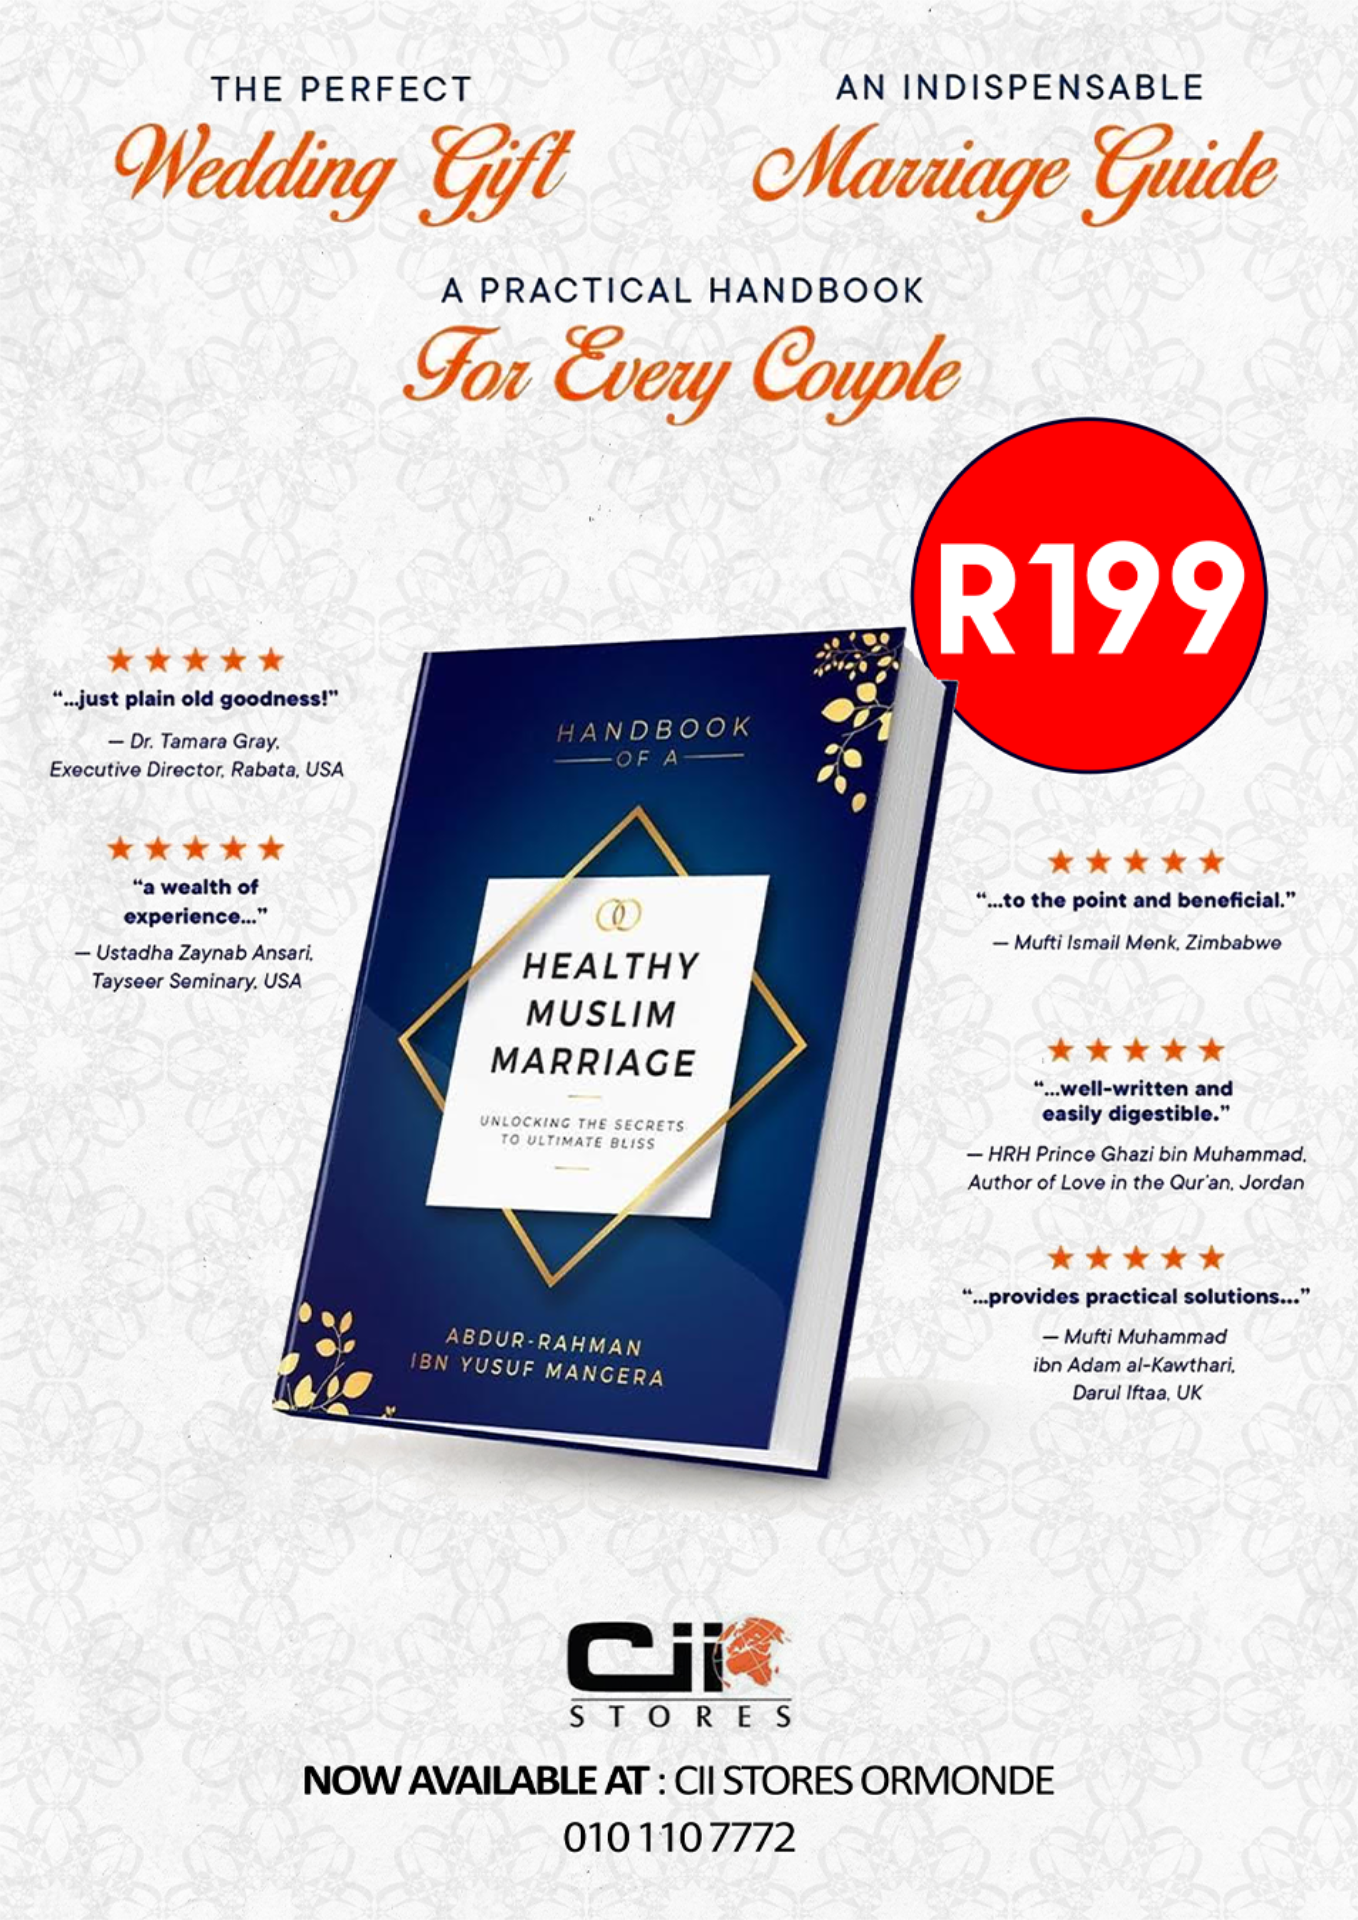 THE PERFECT
Wedding Gift
AN INDISPENSABLE
Marriage Guide
A PRACTICAL HANDBOOK
For Every Couple
R199
"...just plain old goodness!"
— Dr. Tamara Gray,
Executive Director, Rabata, USA
"a wealth of
experience..."
— Ustadha Zaynab Ansari,
Tayseer Seminary, USA
HANDBOOK
OF A
HEALTHY
MUSLIM
MARRIAGE
UNLOCKING THE SECRETS
TO ULTIMATE BLISS
ABDUR-RAHMAN
IBN YUSUF MANGERA
"...to the point and beneficial."
— Mufti Ismail Menk, Zimbabwe
"...well-written and
easily digestible."
— HRH Prince Ghazi bin Muhammad,
Author of Love in the Qur'an, Jordan
"...provides practical solutions..."
— Mufti Muhammad
ibn Adam al-Kawthari,
Darul Iftaa, UK
Cii
STORES
NOW AVAILABLE AT : CII STORES ORMONDE
010 110 7772